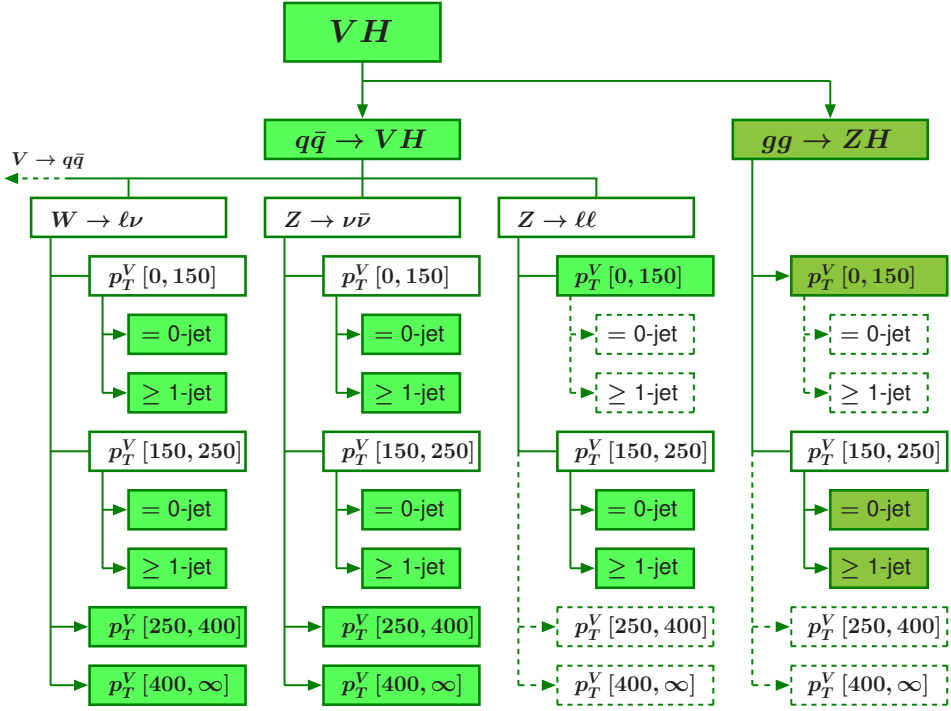 VH
qq̄ → VH
gg → ZH
V → qq̄
W → ℓν
Z → νν̄
Z → ℓℓ
p_T^V [0, 150]
p_T^V [0, 150]
p_T^V [0, 150]
p_T^V [0, 150]
= 0-jet
= 0-jet
= 0-jet
= 0-jet
≥ 1-jet
≥ 1-jet
≥ 1-jet
≥ 1-jet
p_T^V [150, 250]
p_T^V [150, 250]
p_T^V [150, 250]
p_T^V [150, 250]
= 0-jet
= 0-jet
= 0-jet
= 0-jet
≥ 1-jet
≥ 1-jet
≥ 1-jet
≥ 1-jet
p_T^V [250, 400]
p_T^V [250, 400]
p_T^V [250, 400]
p_T^V [250, 400]
p_T^V [400, ∞]
p_T^V [400, ∞]
p_T^V [400, ∞]
p_T^V [400, ∞]